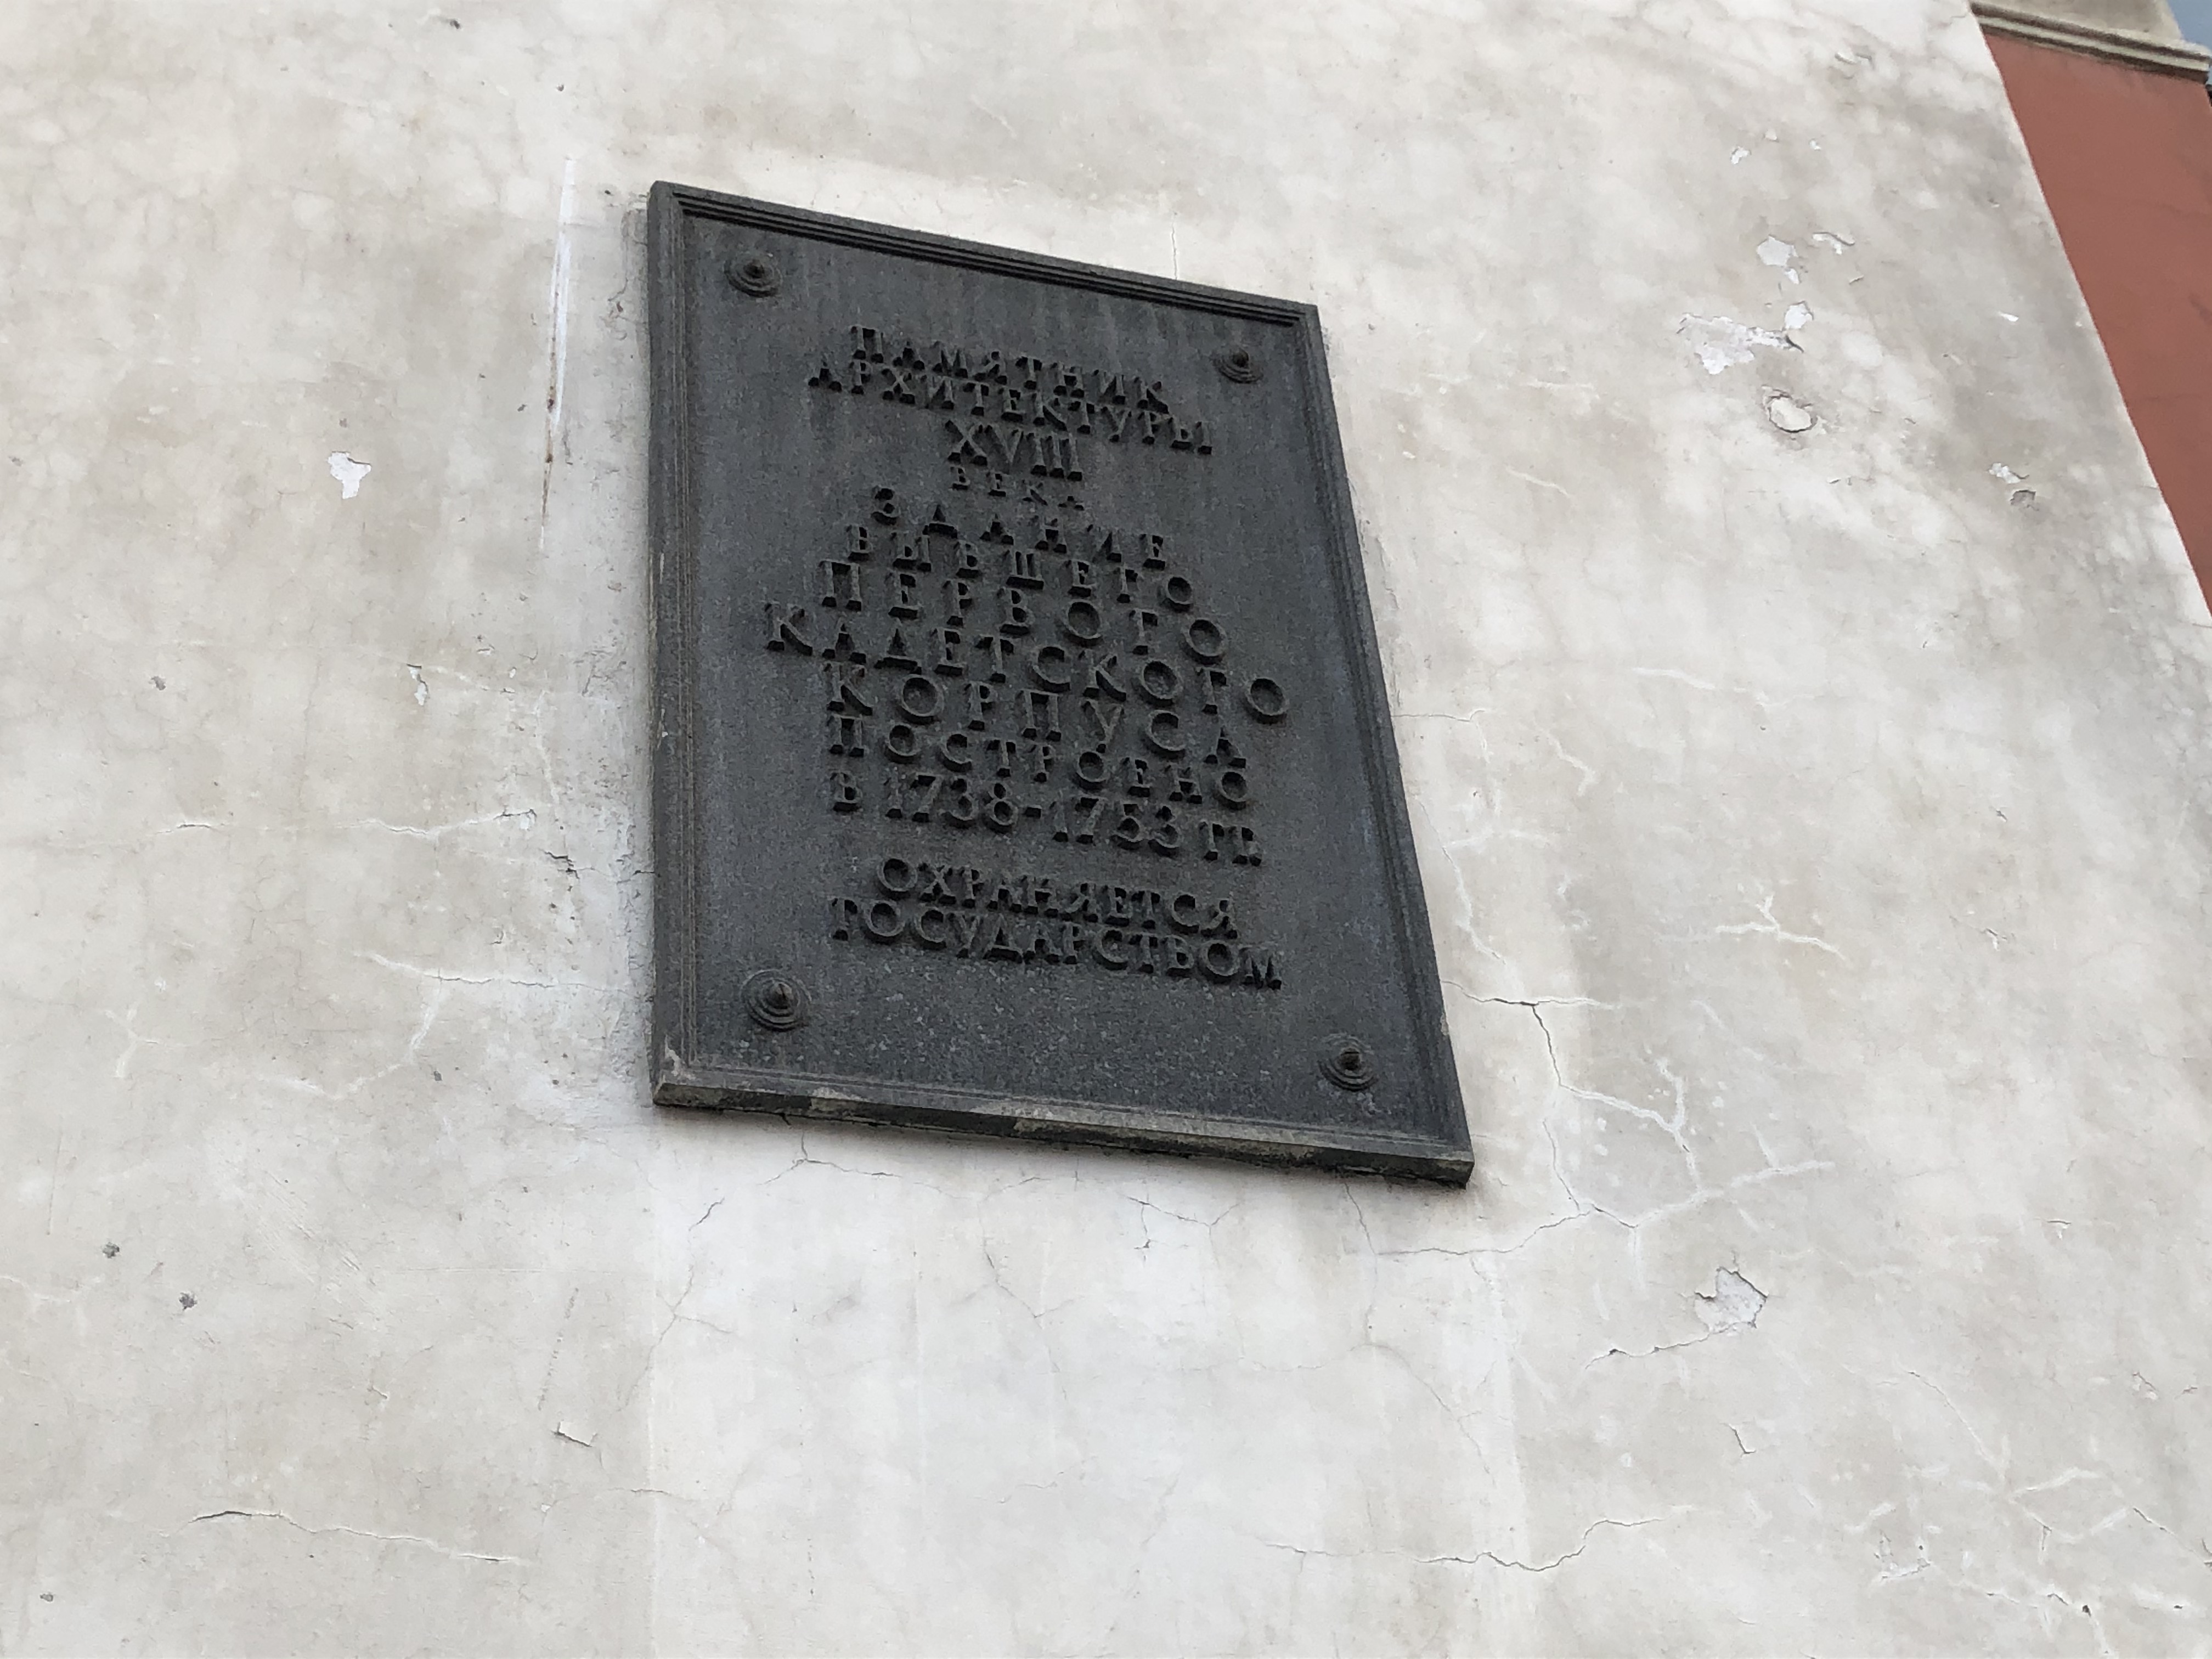 ПАМЯТНИК
АРХИТЕКТУРЫ
XVIII
ВЕКА
ЗДАНИЕ
БЫВШЕГО
ПЕРВОГО
КАДЕТСКОГО
КОРПУСА
ПОСТРОЕНО
В 1738-1753 ГГ.
ОХРАНЯЕТСЯ
ГОСУДАРСТВОМ